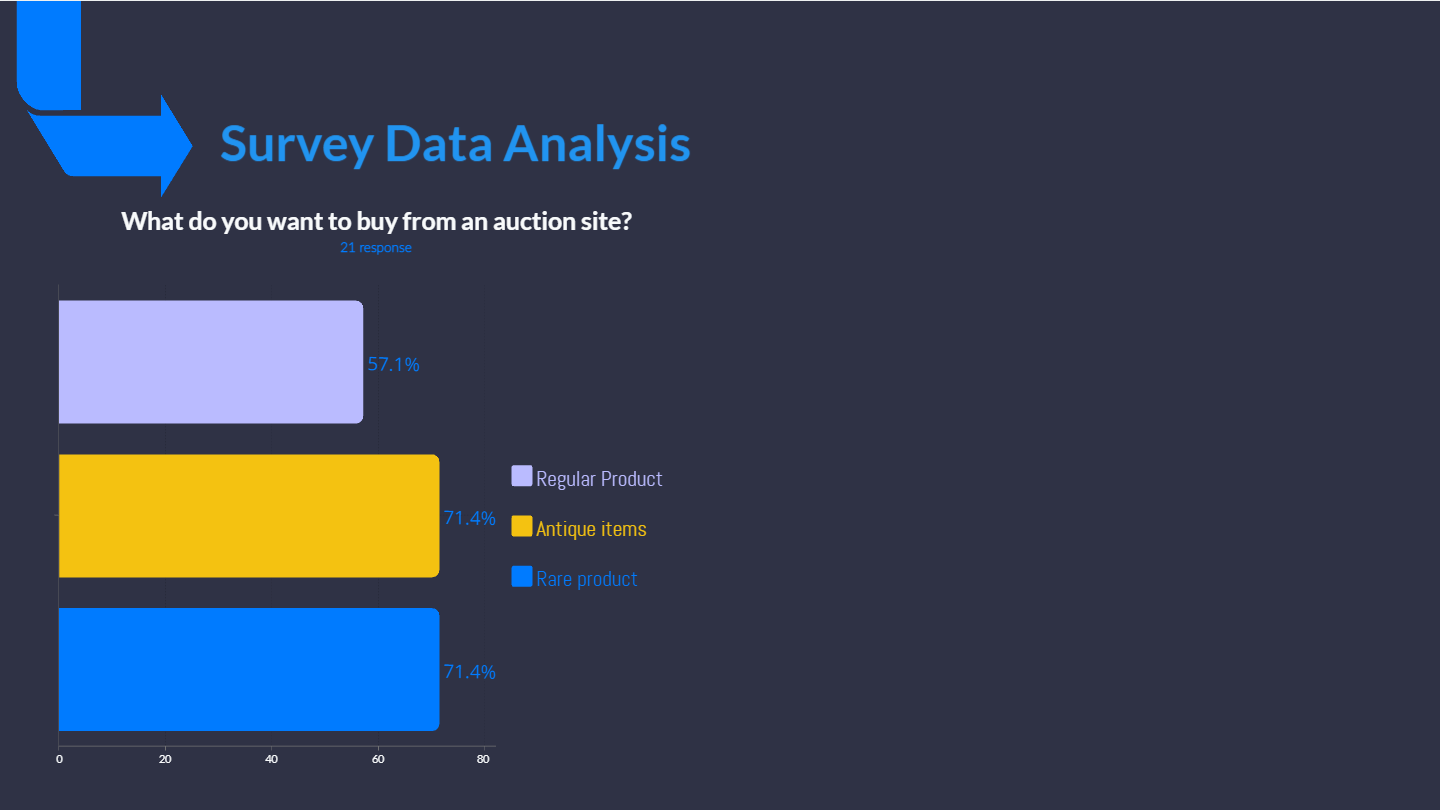 Survey Data Analysis
What do you want to buy from an auction site?
21 response
57.1%
71.4%
71.4%
Regular Product
Antique items
Rare product
0 20 40 60 80